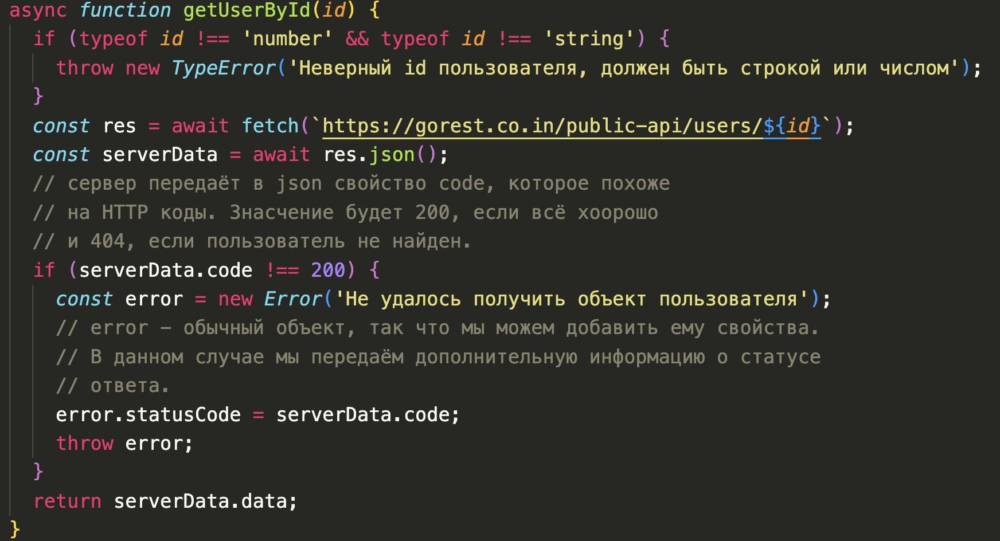 async function getUserById(id) {
if (typeof id !== 'number' && typeof id !== 'string') {
throw new TypeError('Неверный id пользователя, должен быть строкой или числом');
}
const res = await fetch(`https://gorest.co.in/public-api/users/${id}`);
const serverData = await res.json();
// сервер передаёт в json свойство code, которое похоже
// на HTTP коды. Знасчение будет 200, если всё хоорошо
// и 404, если пользователь не найден.
if (serverData.code !== 200) {
const error = new Error('Не удалось получить объект пользователя');
// error – обычный объект, так что мы можем добавить ему свойства.
// В данном случае мы передаём дополнительную информацию о статусе
// ответа.
error.statusCode = serverData.code;
throw error;
}
return serverData.data;
}